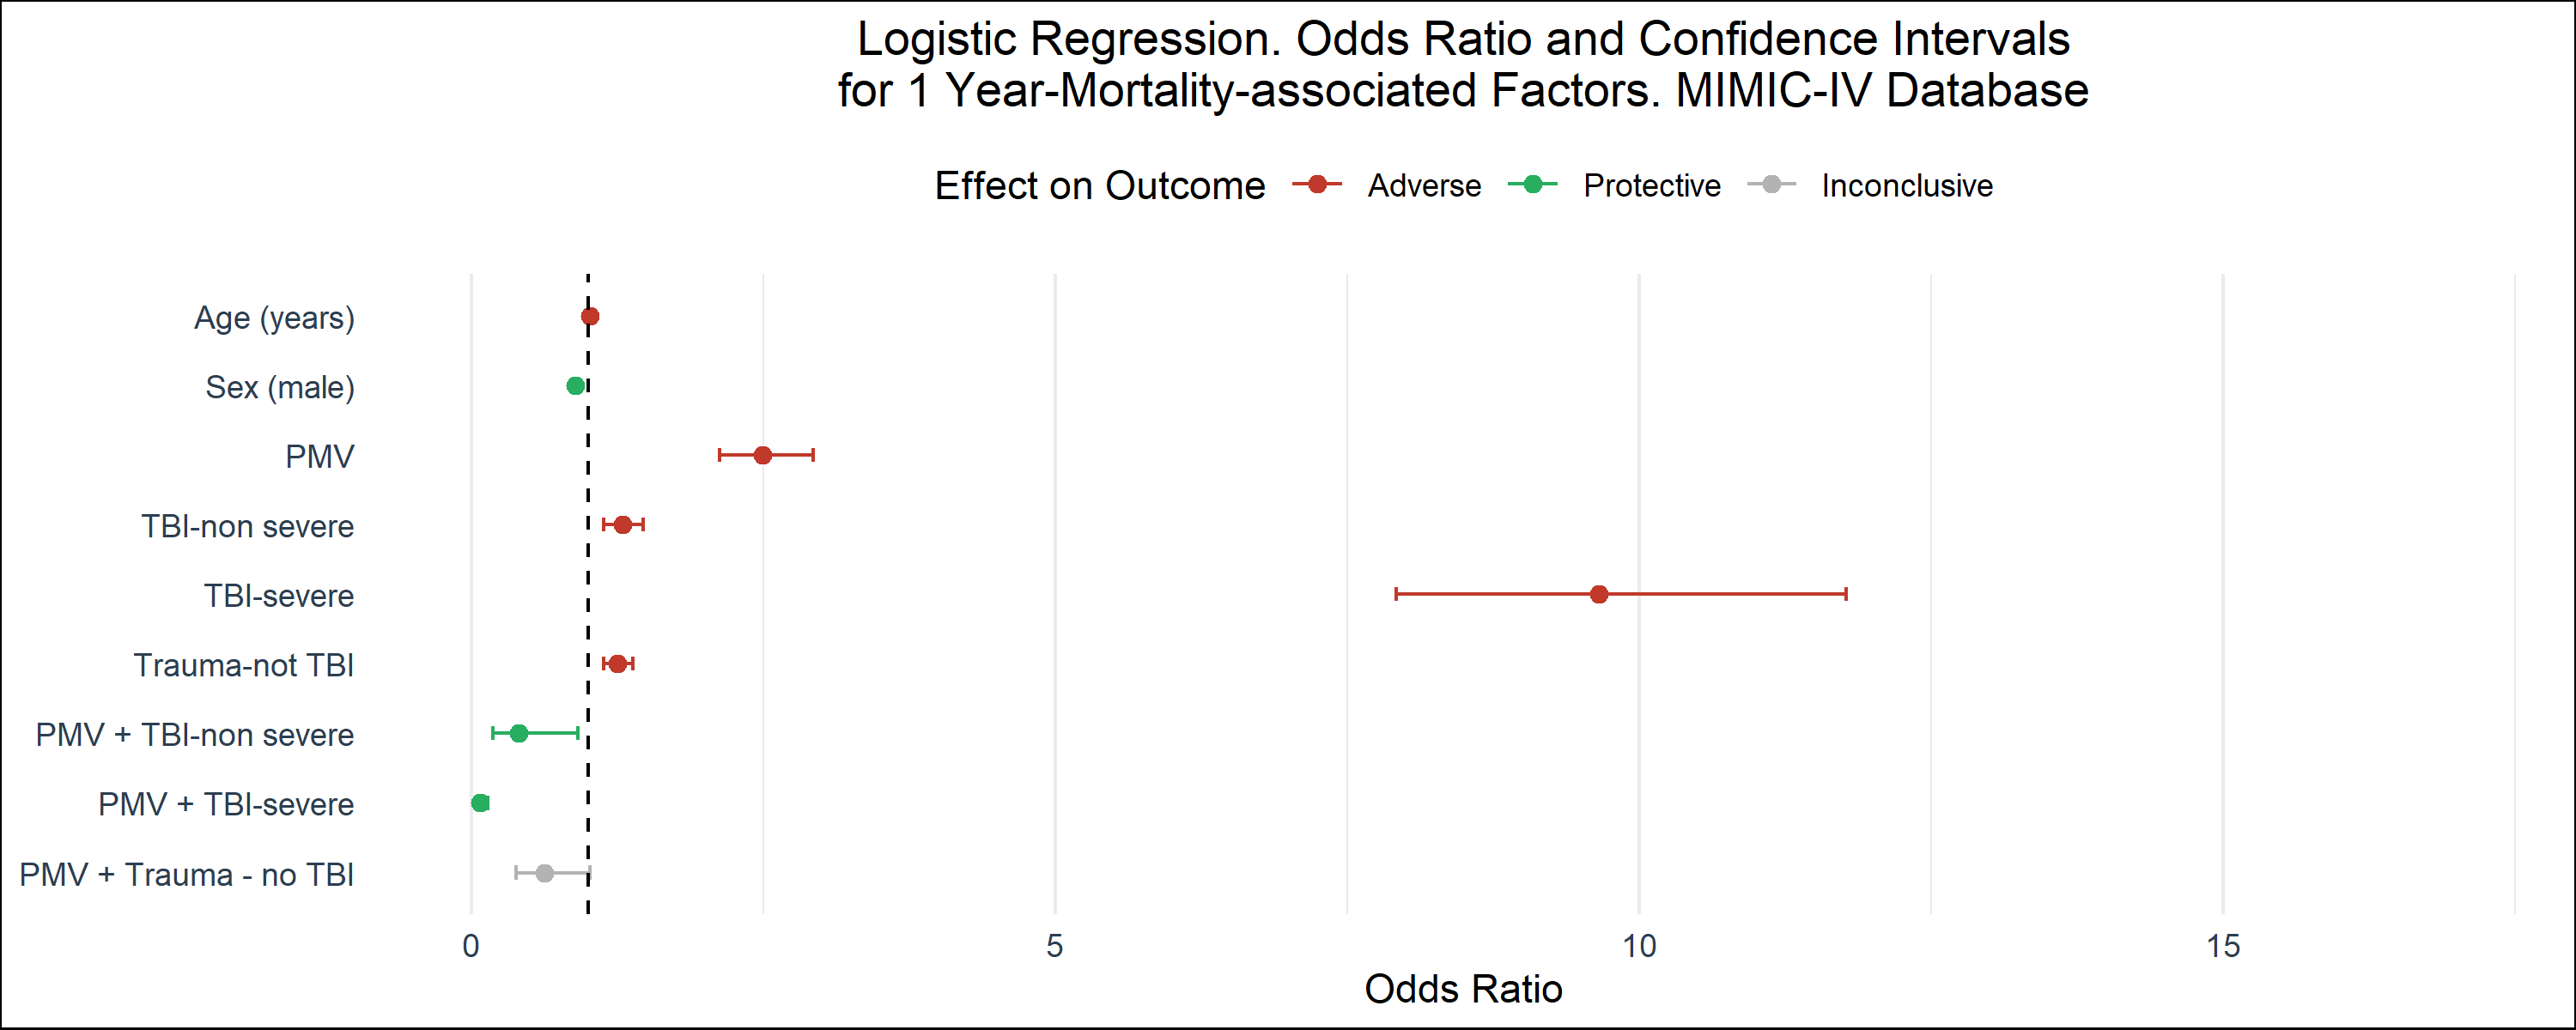 Logistic Regression. Odds Ratio and Confidence Intervals
for 1 Year-Mortality-associated Factors. MIMIC-IV Database
Effect on Outcome Adverse Protective Inconclusive
Age (years)
Sex (male)
PMV
TBI-non severe
TBI-severe
Trauma-not TBI
PMV + TBI-non severe
PMV + TBI-severe
PMV + Trauma - no TBI
0 5 10 15
Odds Ratio